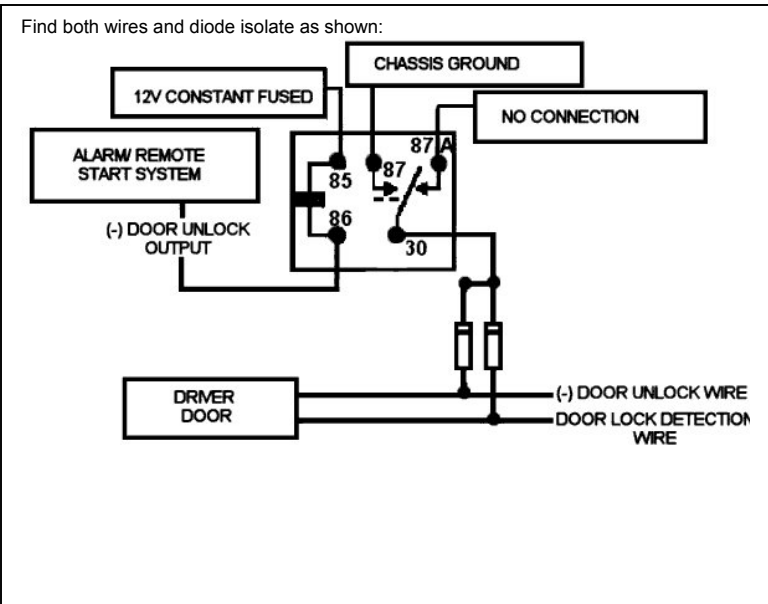 Find both wires and diode isolate as shown:
CHASSIS GROUND
12V CONSTANT FUSED
NO CONNECTION
ALARM/ REMOTE
START SYSTEM
87 A
87
85
(-) DOOR UNLOCK
OUTPUT
86
30
DRIVER
DOOR
(-) DOOR UNLOCK WIRE
DOOR LOCK DETECTION
WIRE